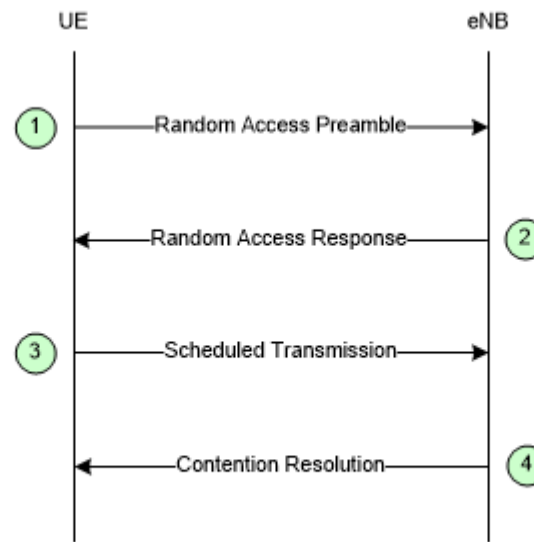 UE eNB
1 Random Access Preamble
Random Access Response 2
3 Scheduled Transmission
Contention Resolution 4